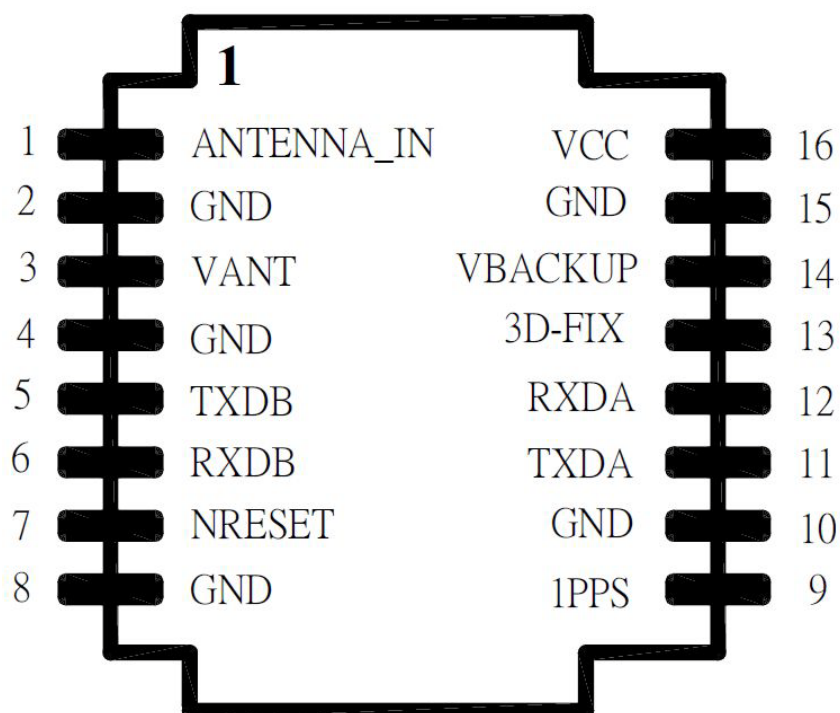 1
1 ANTENNA_IN VCC 16
2 GND GND 15
3 VANT VBACKUP 14
4 GND 3D-FIX 13
5 TXDB RXDA 12
6 RXDB TXDA 11
7 NRESET GND 10
8 GND 1PPS 9